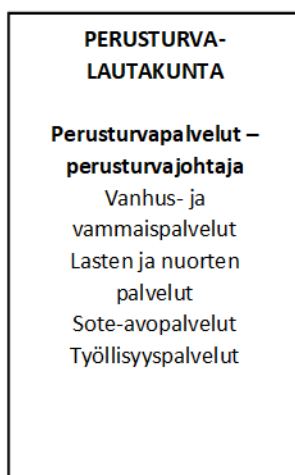 PERUSTURVA-
LAUTAKUNTA
Perusturvapalvelut –
perusturvajohtaja
Vanhus- ja
vammaispalvelut
Lasten ja nuorten
palvelut
Sote-avopalvelut
Työllisyyspalvelut